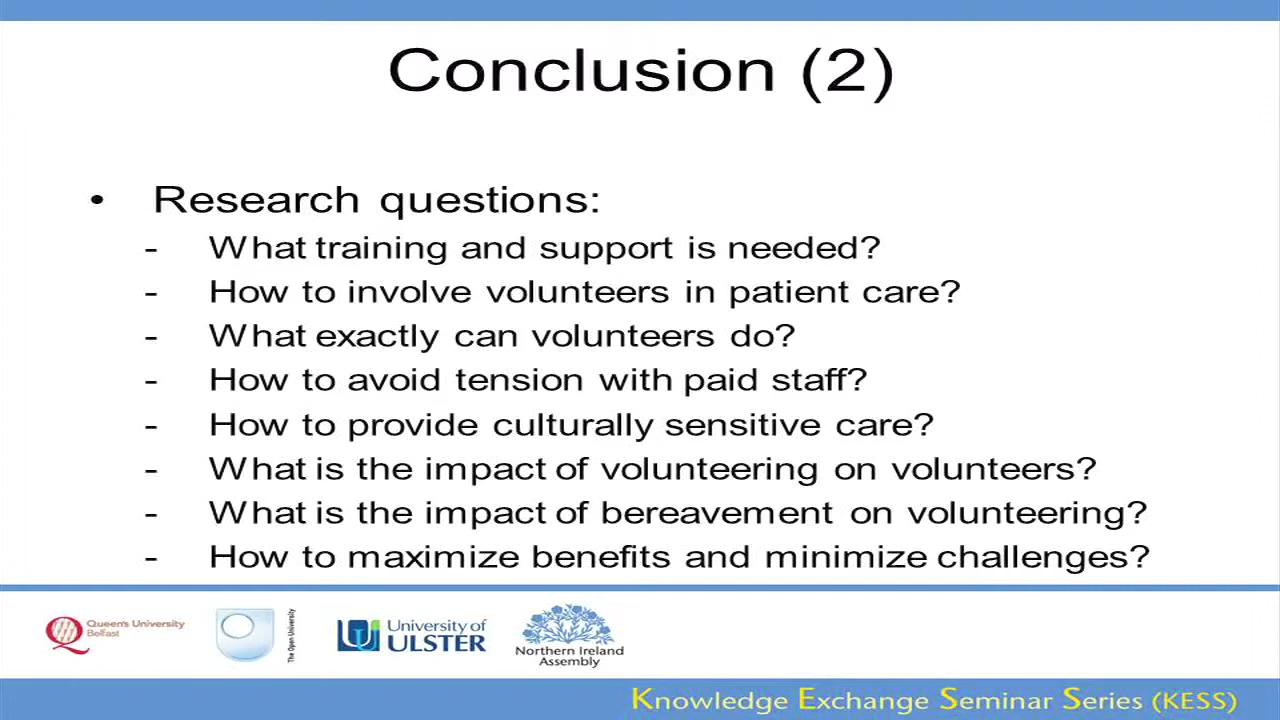 Conclusion (2)
• Research questions:
- What training and support is needed?
- How to involve volunteers in patient care?
- What exactly can volunteers do?
- How to avoid tension with paid staff?
- How to provide culturally sensitive care?
- What is the impact of volunteering on volunteers?
- What is the impact of bereavement on volunteering?
- How to maximize benefits and minimize challenges?
Queen's University
Belfast
The Open University
University of
ULSTER
Northern Ireland
Assembly
Knowledge Exchange Seminar Series (KESS)